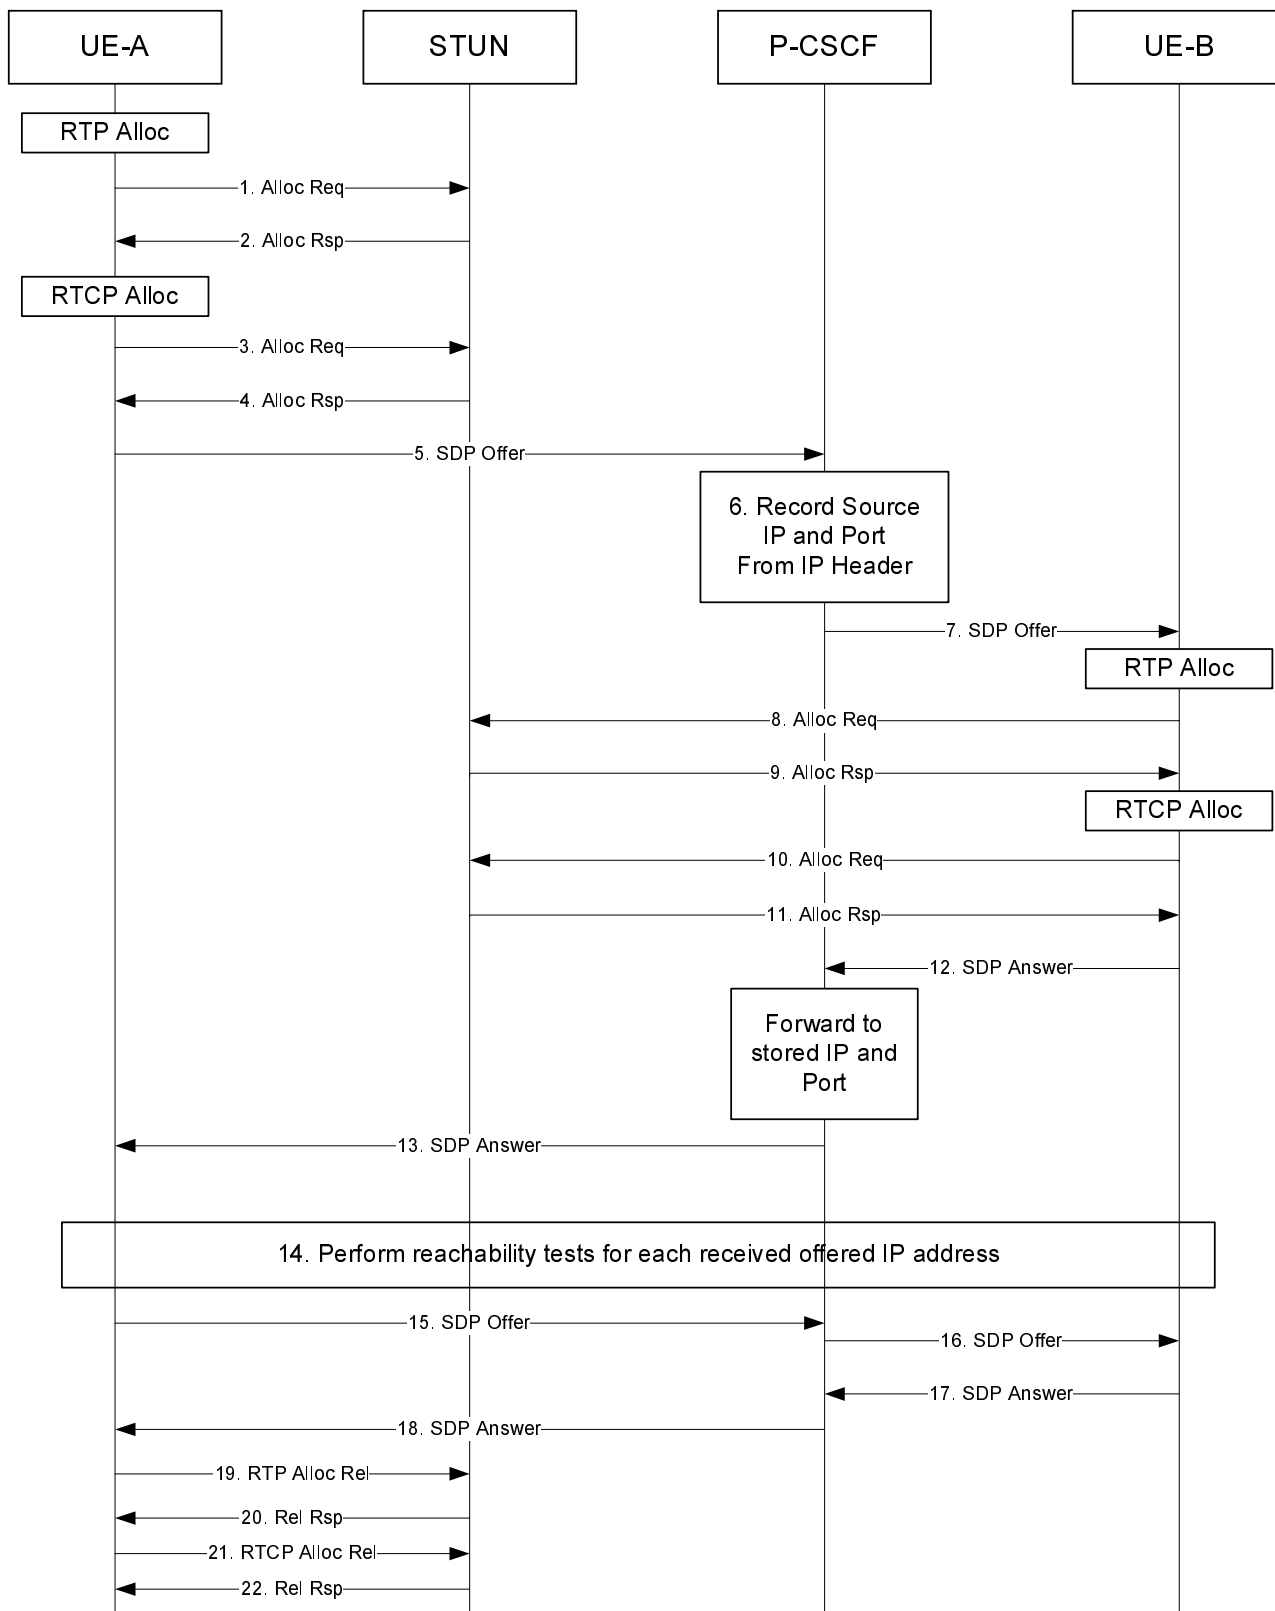 UE-A
STUN
P-CSCF
UE-B
RTP Alloc
1. Alloc Req
2. Alloc Rsp
RTCP Alloc
3. Alloc Req
4. Alloc Rsp
5. SDP Offer
6. Record Source
IP and Port
From IP Header
7. SDP Offer
RTP Alloc
8. Alloc Req
9. Alloc Rsp
RTCP Alloc
10. Alloc Req
11. Alloc Rsp
12. SDP Answer
Forward to
stored IP and
Port
13. SDP Answer
14. Perform reachability tests for each received offered IP address
15. SDP Offer
16. SDP Offer
17. SDP Answer
18. SDP Answer
19. RTP Alloc Rel
20. Rel Rsp
21. RTCP Alloc Rel
22. Rel Rsp